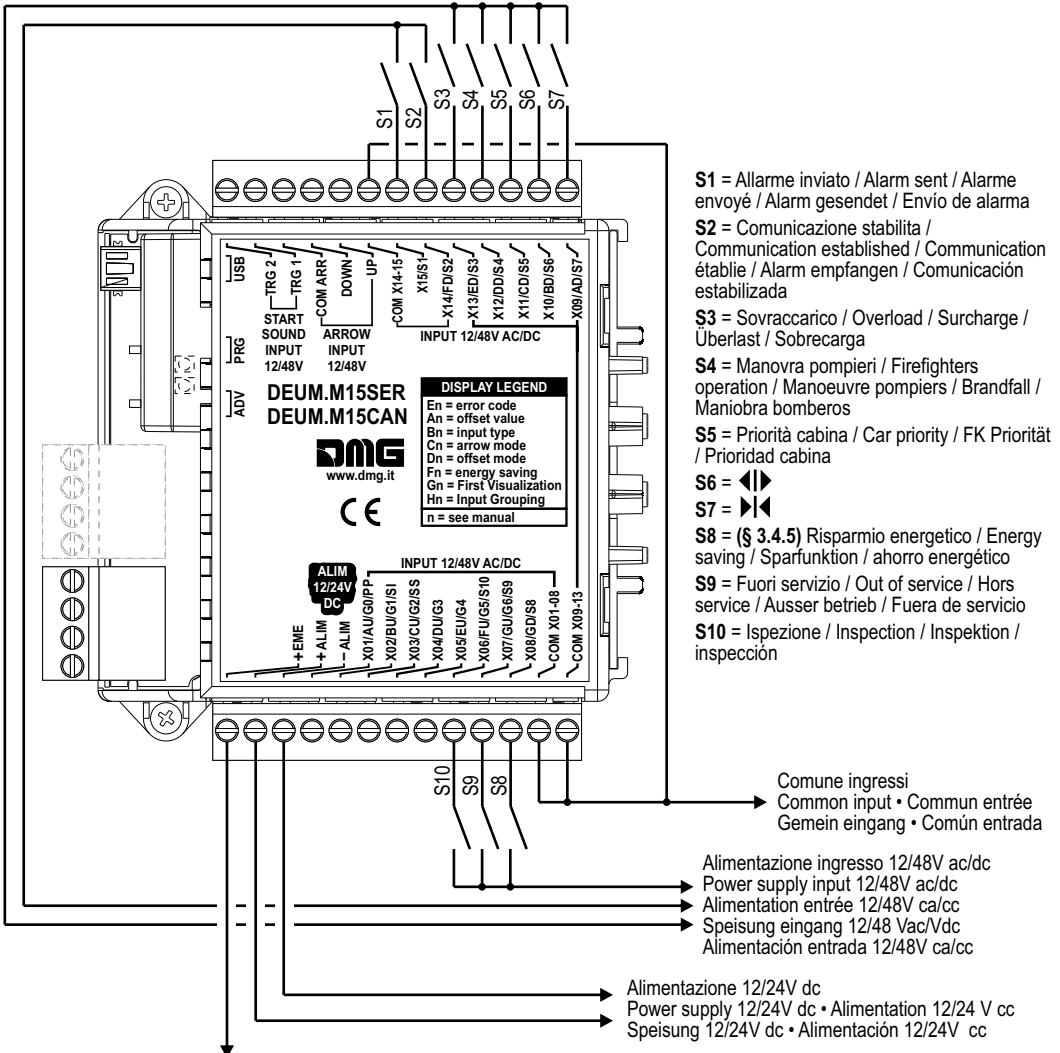 S1
S2
S3
S4
S5
S6
S7
USB
PRG
ADV
TRG 2
TRG 1
START
SOUND
INPUT
12/48V
COM ARR
DOWN
UP
ARROW
INPUT
12/48V
COM X14-15
X15/S1
X14/FD/S2
X13/ED/S3
X12/DD/S4
X11/CD/S5
X10/BD/S6
X09/AD/S7
INPUT 12/48V AC/DC
DEUM.M15SER
DEUM.M15CAN
DMG
www.dmg.it
CE
DISPLAY LEGEND
En = error code
An = offset value
Bn = input type
Cn = arrow mode
Dn = offset mode
Fn = energy saving
Gn = First Visualization
Hn = Input Grouping
n = see manual
ALIM
12/24V
DC
INPUT 12/48V AC/DC
+EME
+ ALIM
− ALIM
X01/AU/G0/PP
X02/BU/G1/SI
X03/CU/G2/SS
X04/DU/G3
X05/EU/G4
X06/FU/G5/S10
X07/GU/G6/S9
X08/GD/S8
COM X01-08
COM X09-13
S10
S9
S8
S1 = Allarme inviato / Alarm sent / Alarme
envoyé / Alarm gesendet / Envío de alarma
S2 = Comunicazione stabilita /
Communication established / Communication
établie / Alarm empfangen / Comunicación
estabilizada
S3 = Sovraccarico / Overload / Surcharge /
Überlast / Sobrecarga
S4 = Manovra pompieri / Firefighters
operation / Manoeuvre pompiers / Brandfall /
Maniobra bomberos
S5 = Priorità cabina / Car priority / FK Priorität
/ Prioridad cabina
S6 =
S7 =
S8 = (§ 3.4.5) Risparmio energetico / Energy
saving / Sparfunktion / ahorro energético
S9 = Fuori servizio / Out of service / Hors
service / Ausser betrieb / Fuera de servicio
S10 = Ispezione / Inspection / Inspektion /
inspección
Comune ingressi
Common input • Commun entrée
Gemein eingang • Común entrada
Alimentazione ingresso 12/48V ac/dc
Power supply input 12/48V ac/dc
Alimentation entrée 12/48V ca/cc
Speisung eingang 12/48 Vac/Vdc
Alimentación entrada 12/48V ca/cc
Alimentazione 12/24V dc
Power supply 12/24V dc • Alimentation 12/24 V cc
Speisung 12/24V dc • Alimentación 12/24V cc